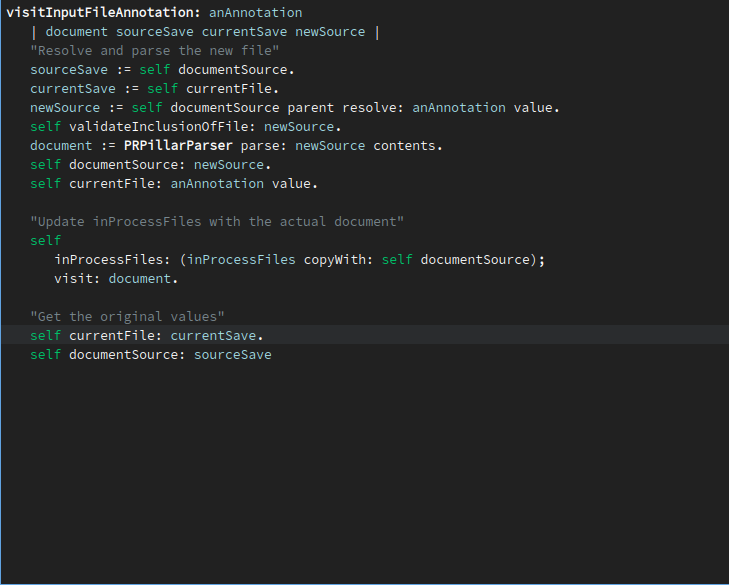 visitInputFileAnnotation: anAnnotation
| document sourceSave currentSave newSource |
"Resolve and parse the new file"
sourceSave := self documentSource.
currentSave := self currentFile.
newSource := self documentSource parent resolve: anAnnotation value.
self validateInclusionOfFile: newSource.
document := PRPillarParser parse: newSource contents.
self documentSource: newSource.
self currentFile: anAnnotation value.
"Update inProcessFiles with the actual document"
self
inProcessFiles: (inProcessFiles copyWith: self documentSource);
visit: document.
"Get the original values"
self currentFile: currentSave.
self documentSource: sourceSave